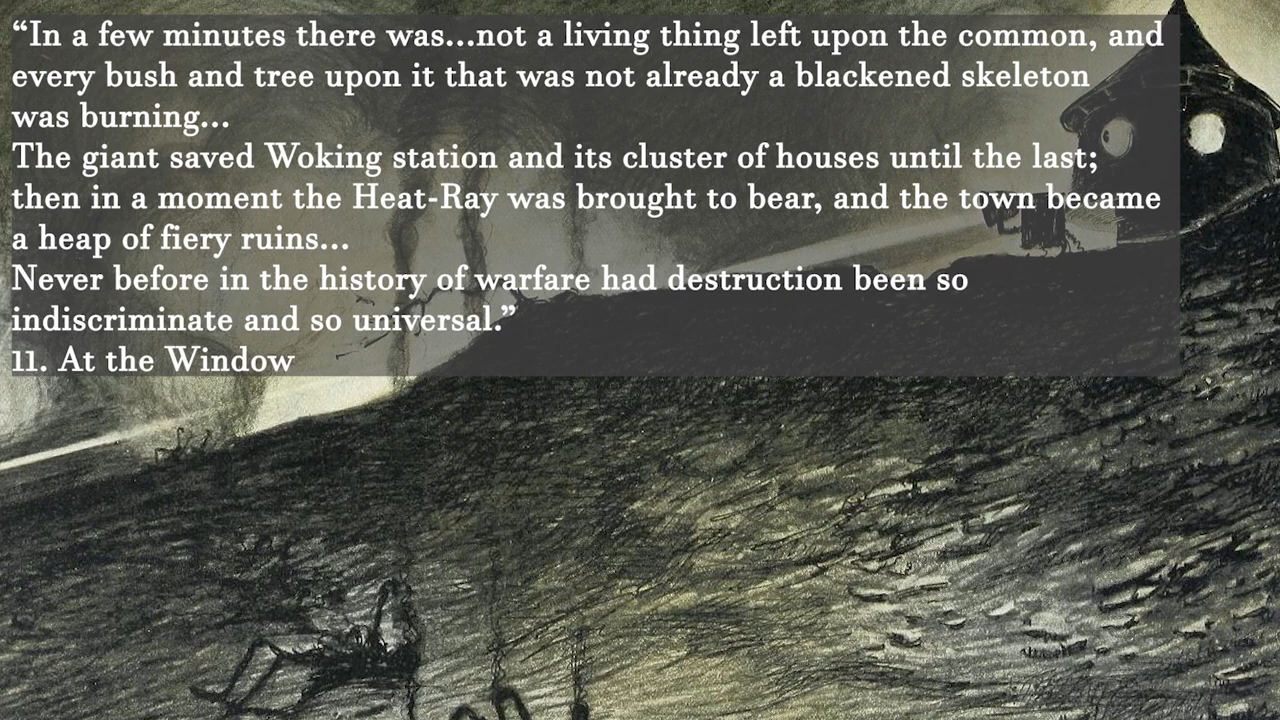 “In a few minutes there was...not a living thing left upon the common, and
every bush and tree upon it that was not already a blackened skeleton
was burning...
The giant saved Woking station and its cluster of houses until the last;
then in a moment the Heat-Ray was brought to bear, and the town became
a heap of fiery ruins...
Never before in the history of warfare had destruction been so
indiscriminate and so universal.”
11. At the Window